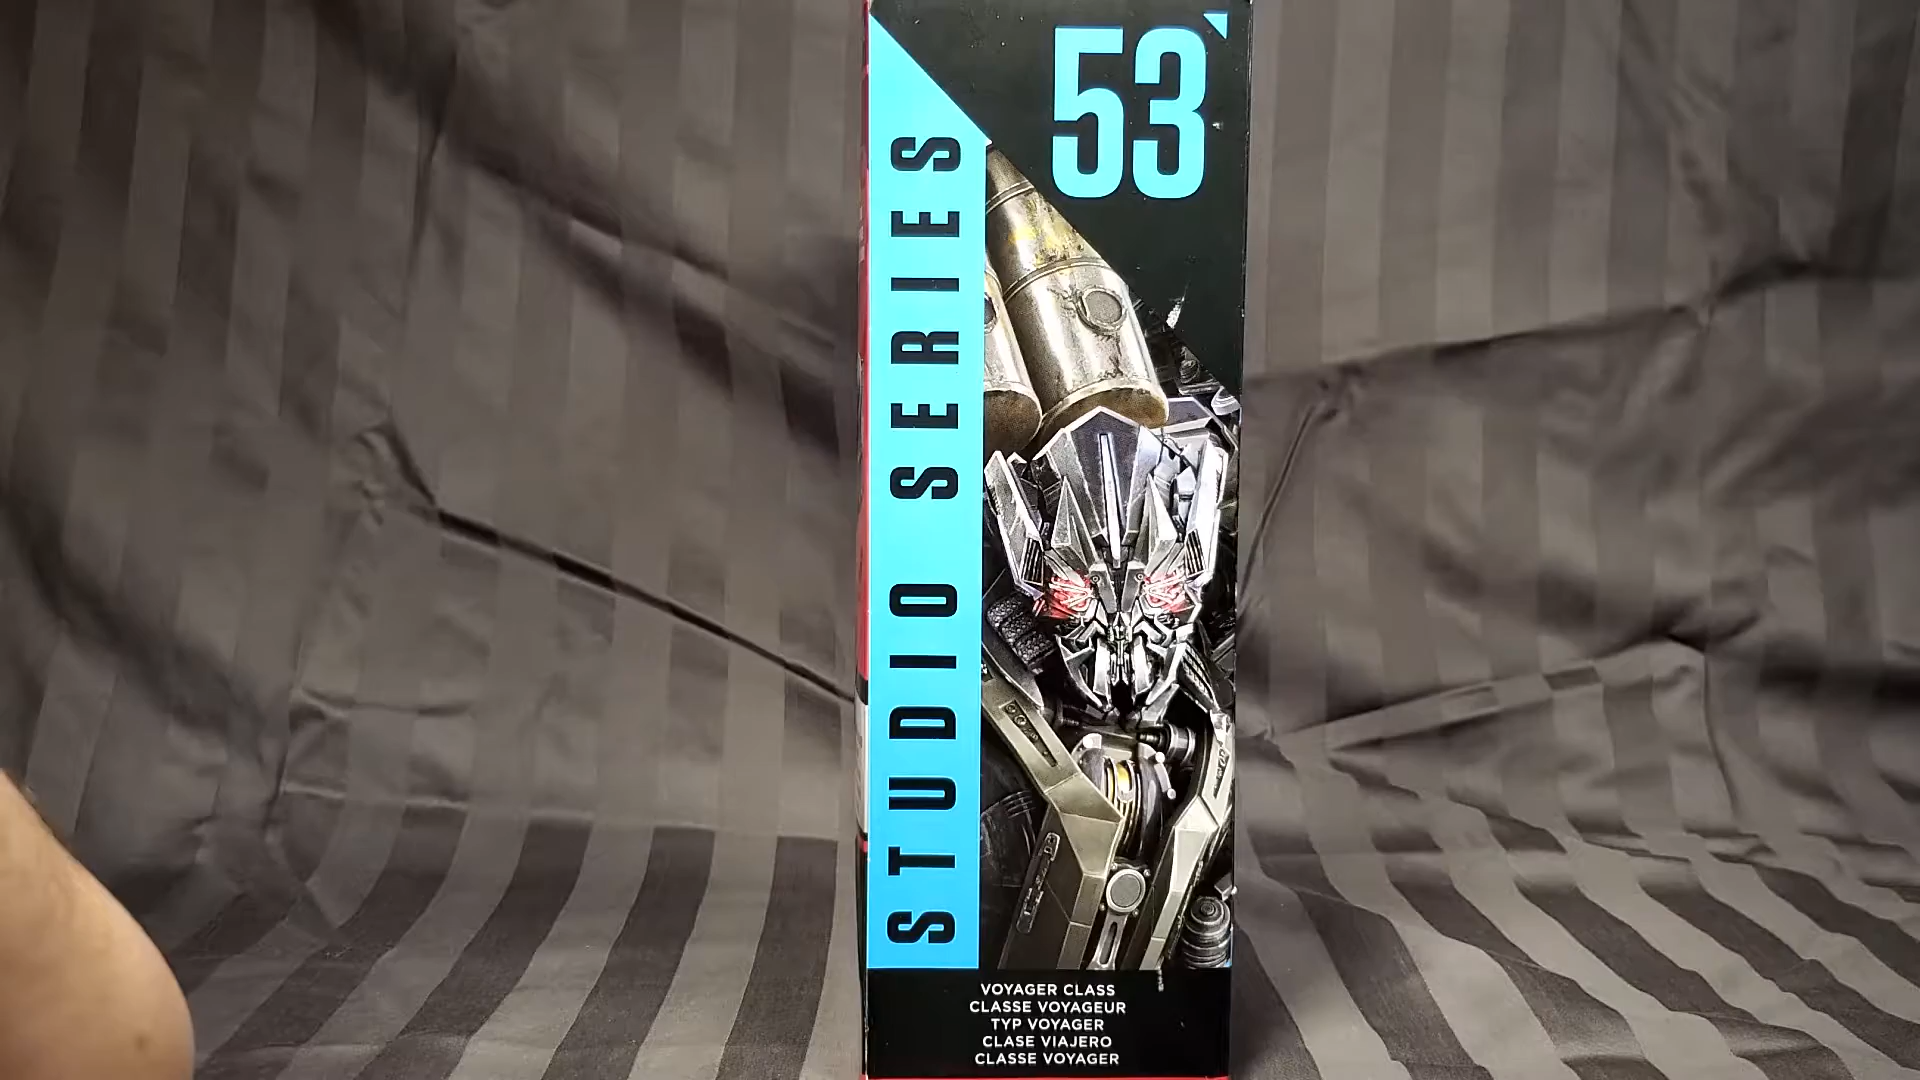 53
STUDIO SERIES
VOYAGER CLASS
CLASSE VOYAGEUR
TYP VOYAGER
CLASE VIAJERO
CLASSE VOYAGER